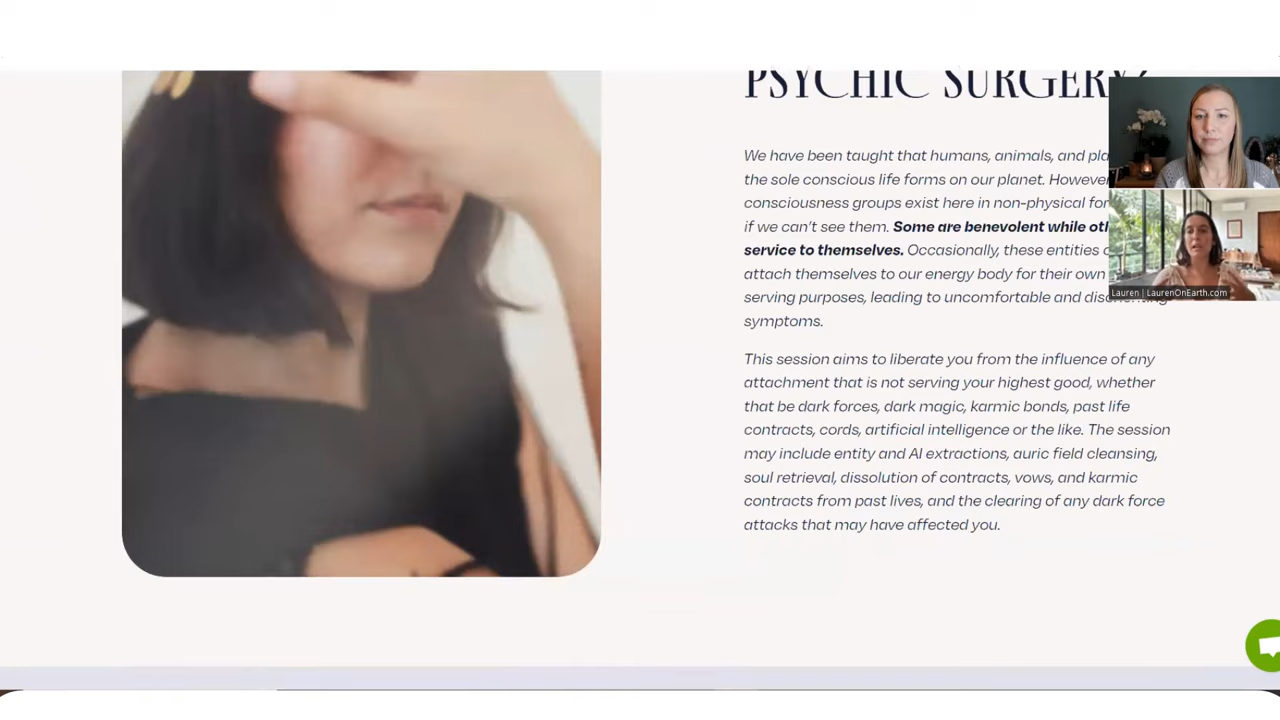 PSYCHIC SURGERY?
We have been taught that humans, animals, and
the sole conscious life forms on our planet. However
consciousness groups exist here in non-physical
if we can't see them. Some are benevolent while
service to themselves. Occasionally, these entities
attach themselves to our energy body for their own
serving purposes, leading to uncomfortable and
symptoms.
This session aims to liberate you from the influence of any
attachment that is not serving your highest good, whether
that be dark forces, dark magic, karmic bonds, past life
contracts, cords, artificial intelligence or the like. The session
may include entity and AI extractions, auric field cleansing,
soul retrieval, dissolution of contracts, vows, and karmic
contracts from past lives, and the clearing of any dark force
attacks that may have affected you.
Lauren | LaurenOnEarth.com